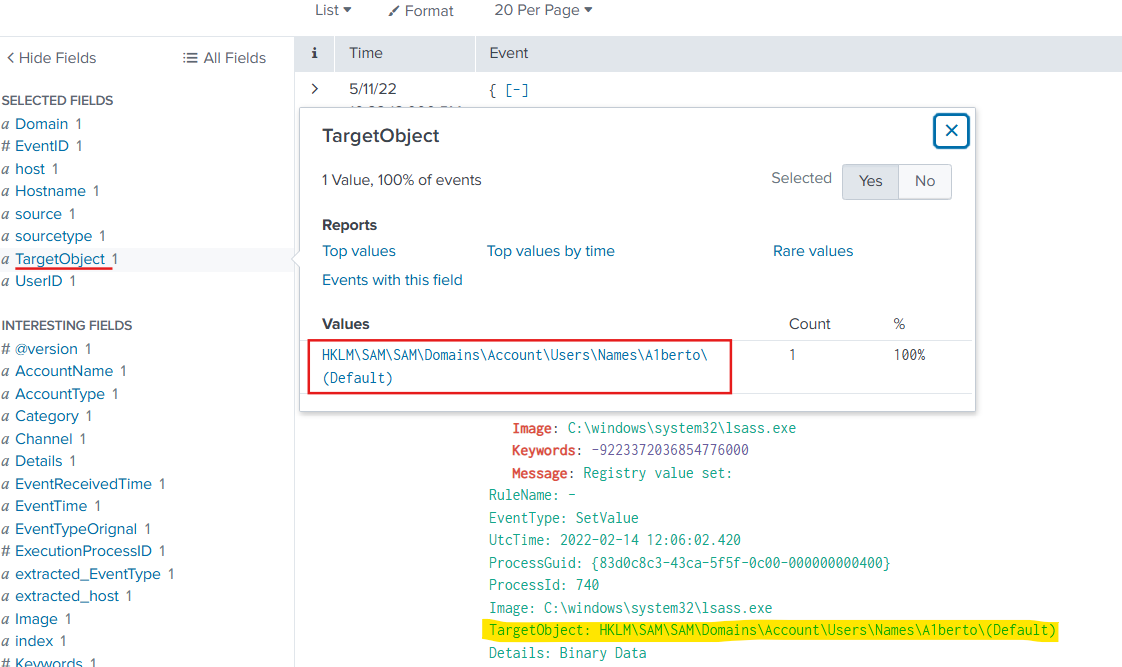 List ▾ Format 20 Per Page ▾
< Hide Fields All Fields
i Time Event
> 5/11/22 { [-]
SELECTED FIELDS
a Domain 1
# EventID 1
a host 1
a Hostname 1
a source 1
a sourcetype 1
a TargetObject 1
a UserID 1
INTERESTING FIELDS
# @version 1
a AccountName 1
a AccountType 1
a Category 1
a Channel 1
a Details 1
a EventReceivedTime 1
a EventTime 1
a EventTypeOrignal 1
# ExecutionProcessID 1
a extracted_EventType 1
a extracted_host 1
a Image 1
a index 1
# Keywords 1
TargetObject
1 Value, 100% of events Selected Yes No
Reports
Top values Top values by time Rare values
Events with this field
Values Count %
HKLM\SAM\SAM\Domains\Account\Users\Names\A1berto\ 1 100%
(Default)
Image: C:\windows\system32\lsass.exe
Keywords: -9223372036854776000
Message: Registry value set:
RuleName: -
EventType: SetValue
UtcTime: 2022-02-14 12:06:02.420
ProcessGuid: {83d0c8c3-43ca-5f5f-0c00-000000000400}
ProcessId: 740
Image: C:\windows\system32\lsass.exe
TargetObject: HKLM\SAM\SAM\Domains\Account\Users\Names\A1berto\(Default)
Details: Binary Data